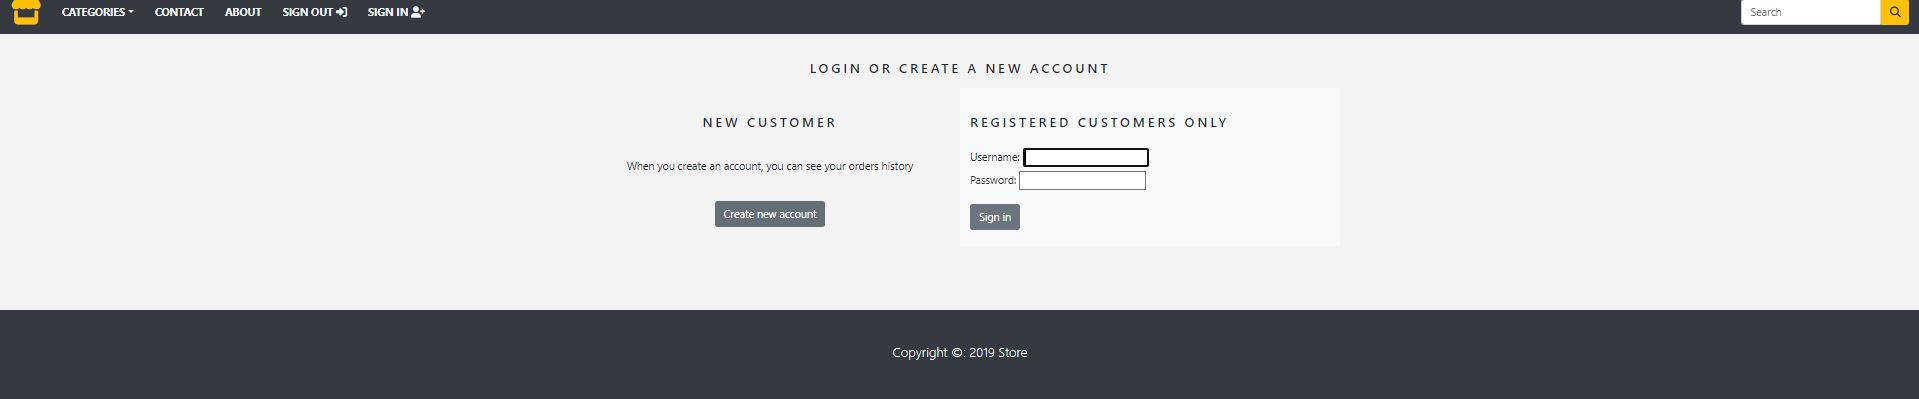 CATEGORIES CONTACT ABOUT SIGN OUT SIGN IN Search
LOGIN OR CREATE A NEW ACCOUNT
NEW CUSTOMER
When you create an account, you can see your orders history
Create new account
REGISTERED CUSTOMERS ONLY
Username:
Password:
Sign in
Copyright ©: 2019 Store